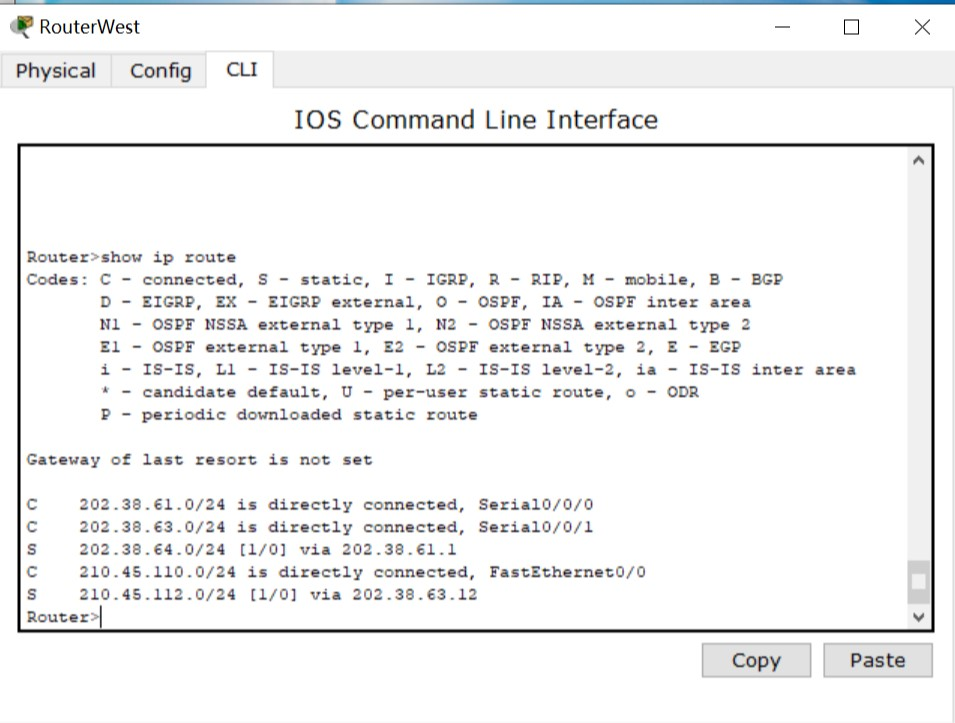 RouterWest
Physical Config CLI
IOS Command Line Interface
Router>show ip route
Codes: C - connected, S - static, I - IGRP, R - RIP, M - mobile, B - BGP
D - EIGRP, EX - EIGRP external, O - OSPF, IA - OSPF inter area
N1 - OSPF NSSA external type 1, N2 - OSPF NSSA external type 2
E1 - OSPF external type 1, E2 - OSPF external type 2, E - EGP
i - IS-IS, L1 - IS-IS level-1, L2 - IS-IS level-2, ia - IS-IS inter area
* - candidate default, U - per-user static route, o - ODR
P - periodic downloaded static route
Gateway of last resort is not set
C 202.38.61.0/24 is directly connected, Serial0/0/0
C 202.38.63.0/24 is directly connected, Serial0/0/1
S 202.38.64.0/24 [1/0] via 202.38.61.1
C 210.45.110.0/24 is directly connected, FastEthernet0/0
S 210.45.112.0/24 [1/0] via 202.38.63.12
Router>
Copy Paste